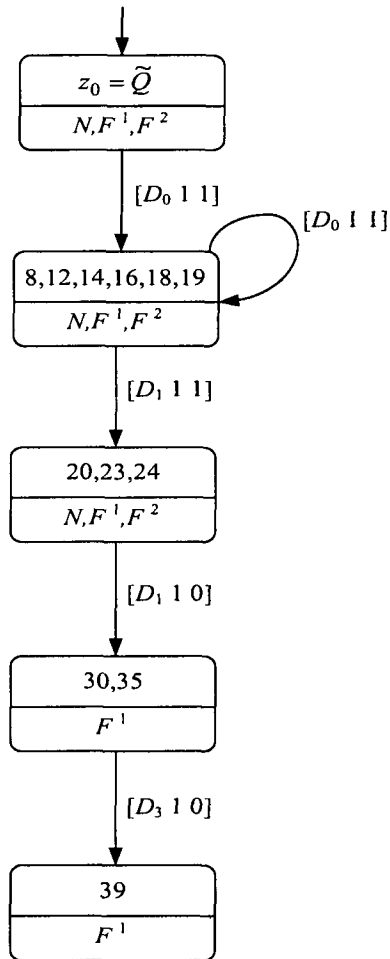 z₀ = Q̃
N,F¹,F²
[D₀ 1 1]
[D₀ 1 1]
8,12,14,16,18,19
N,F¹,F²
[D₁ 1 1]
20,23,24
N,F¹,F²
[D₁ 1 0]
30,35
F¹
[D₃ 1 0]
39
F¹